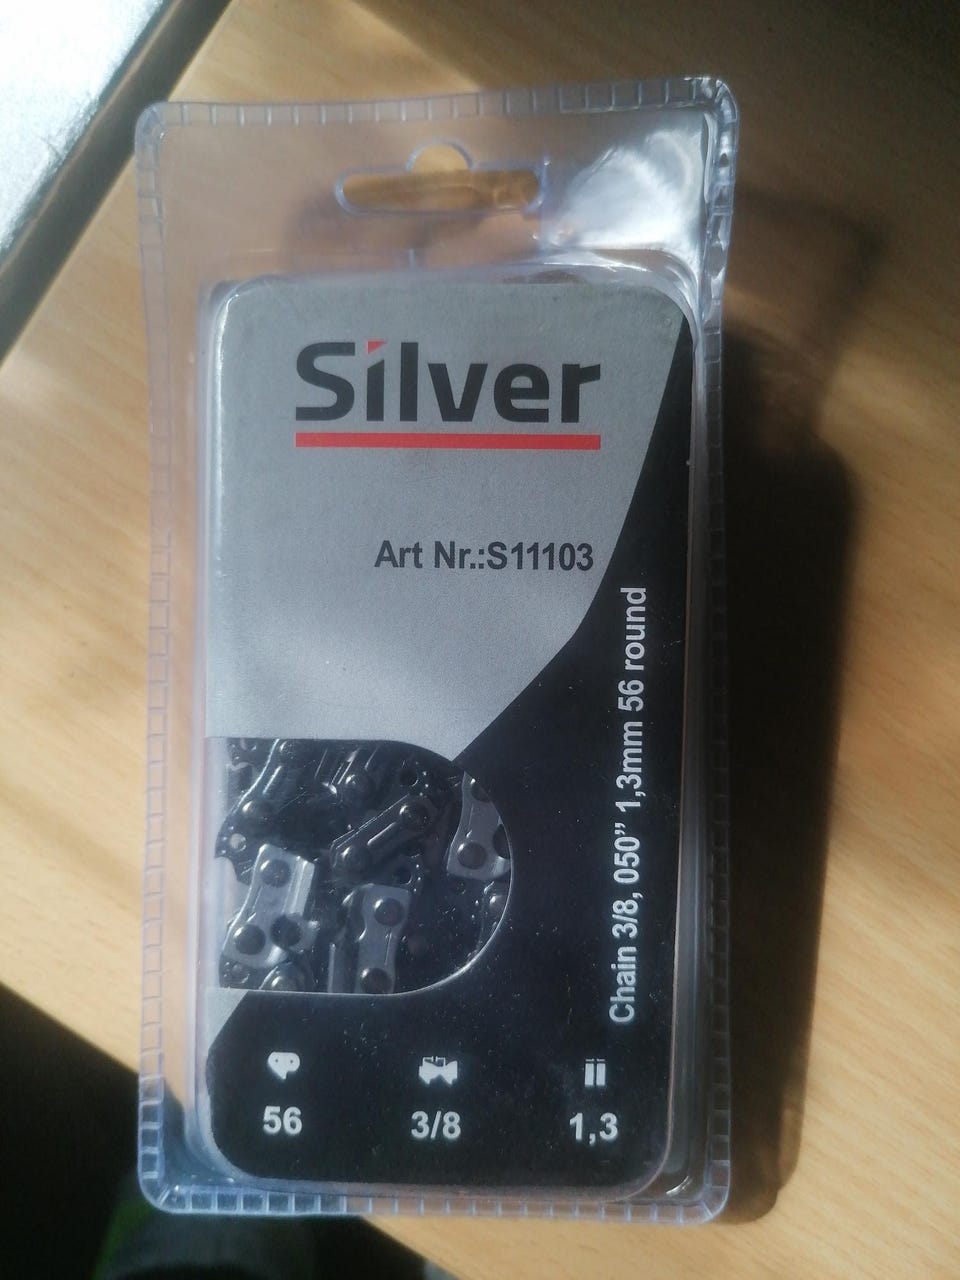 Silver
Art Nr.:S11103
Chain 3/8, 050” 1,3mm 56 round
56
3/8
1,3